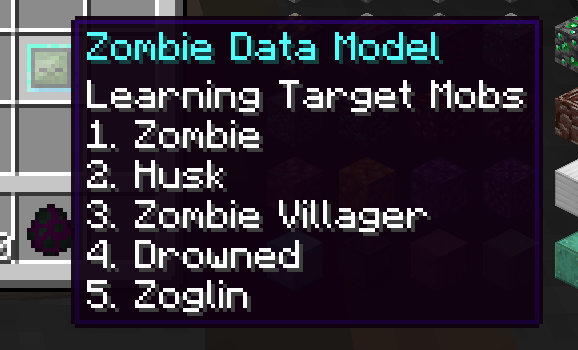 Zombie Data Model
Learning Target Mobs
1. Zombie
2. Husk
3. Zombie Villager
4. Drowned
5. Zoglin